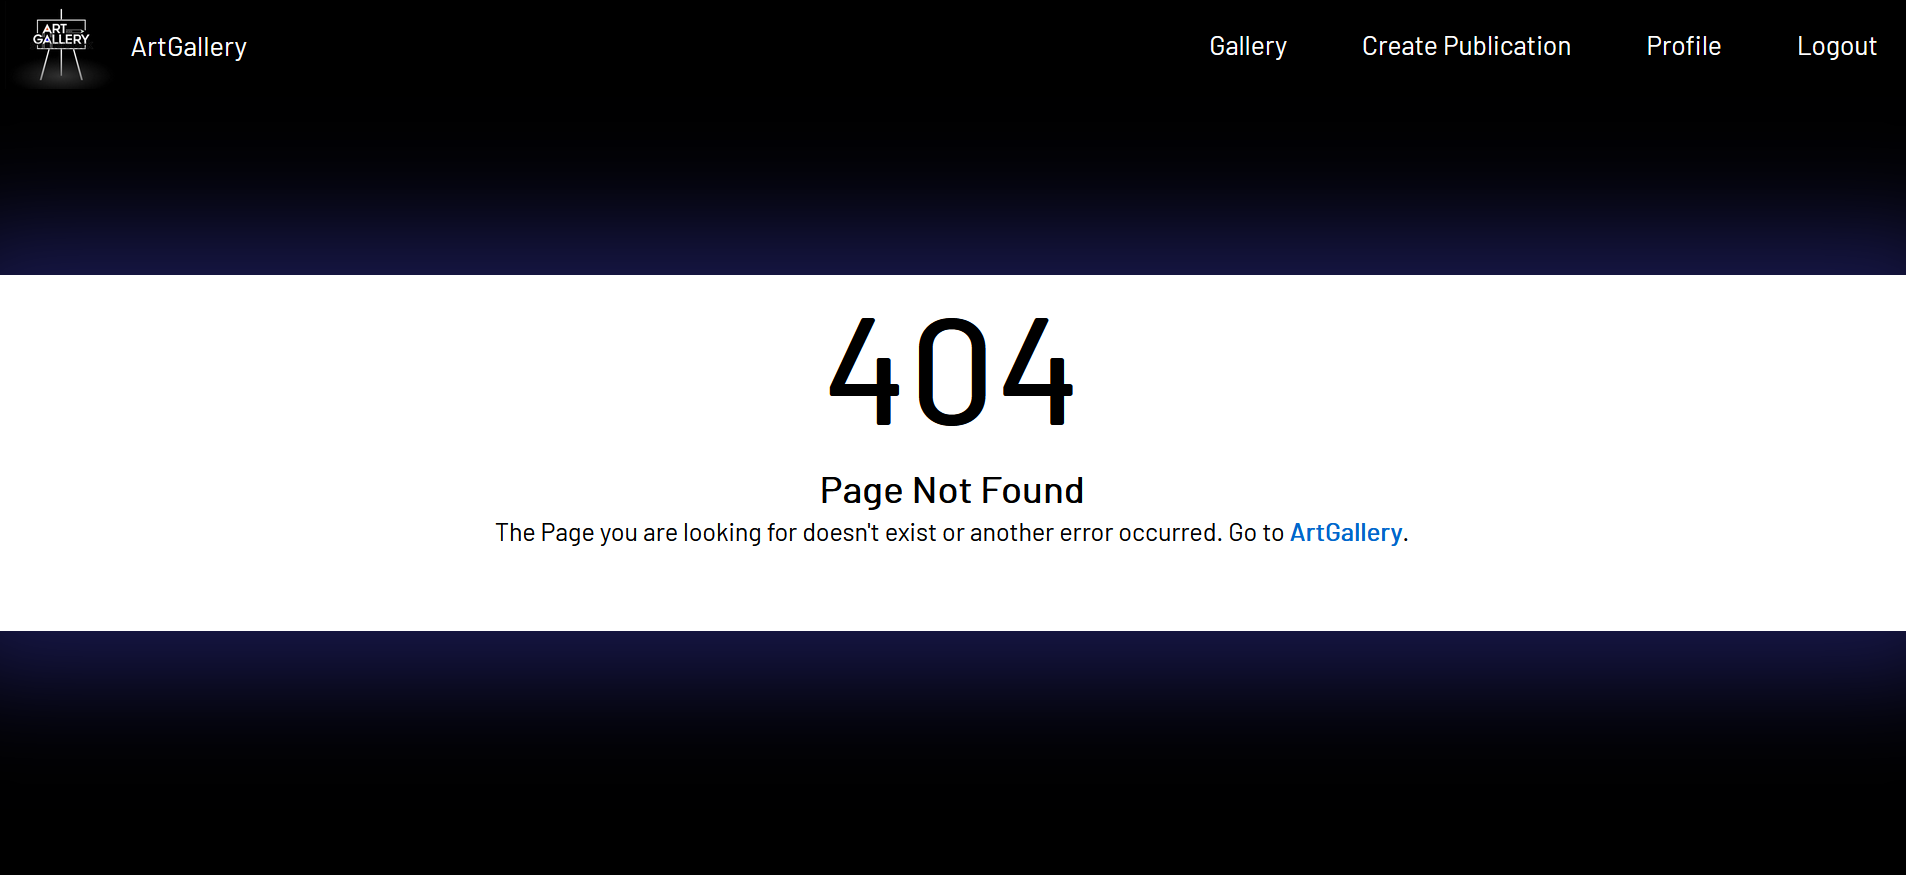 ART
GALLERY
ArtGallery
Gallery
Create Publication
Profile
Logout
404
Page Not Found
The Page you are looking for doesn't exist or another error occurred. Go to ArtGallery.